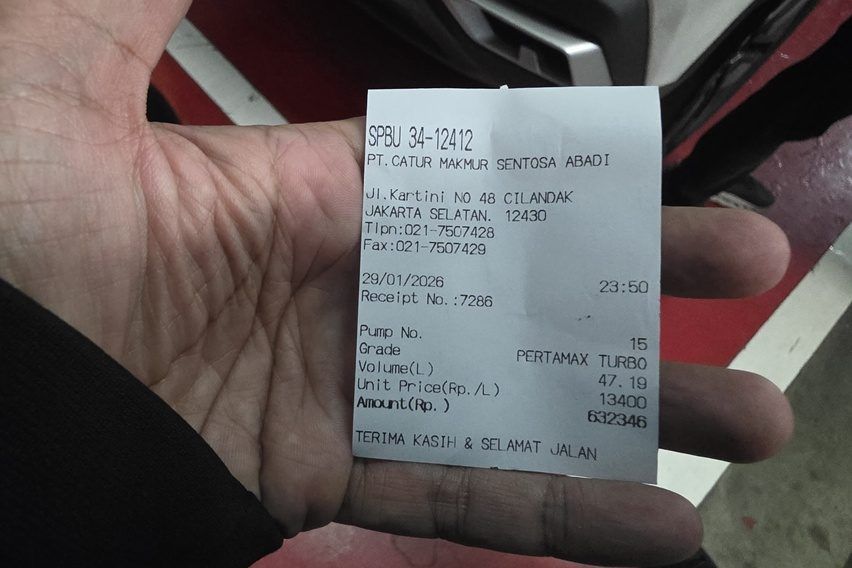 SPBU 34-12412
PT.CATUR MAKMUR SENTOSA ABADI
Jl.Kartini NO 48 CILANDAK
JAKARTA SELATAN. 12430
Tlpn:021-7507428
Fax:021-7507429
29/01/2026 23:50
Receipt No.:7286
Pump No. 15
Grade PERTAMAX TURBO
Volume(L) 47.19
Unit Price(Rp./L) 13400
Amount(Rp.) 632346
TERIMA KASIH & SELAMAT JALAN